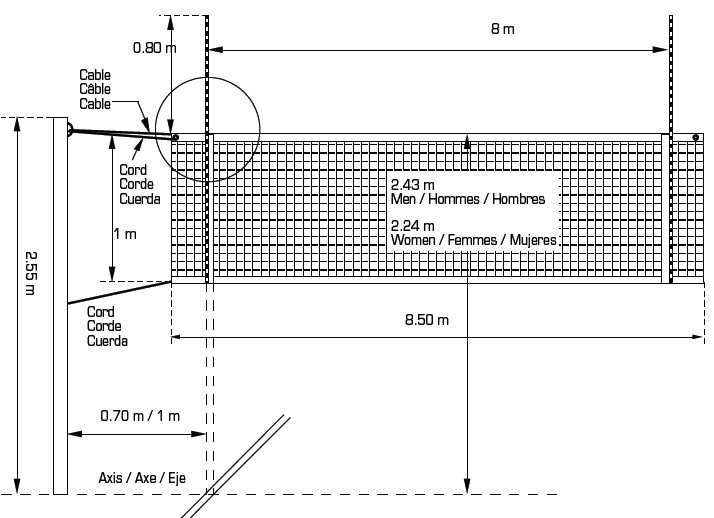 8 m
0.80 m
Cable
Câble
Cable
Cord
Corde
Cuerda
2.43 m
Men / Hommes / Hombres
2.24 m
Women / Femmes / Mujeres
1 m
2.55 m
Cord
Corde
Cuerda
8.50 m
0.70 m / 1 m
Axis / Axe / Eje